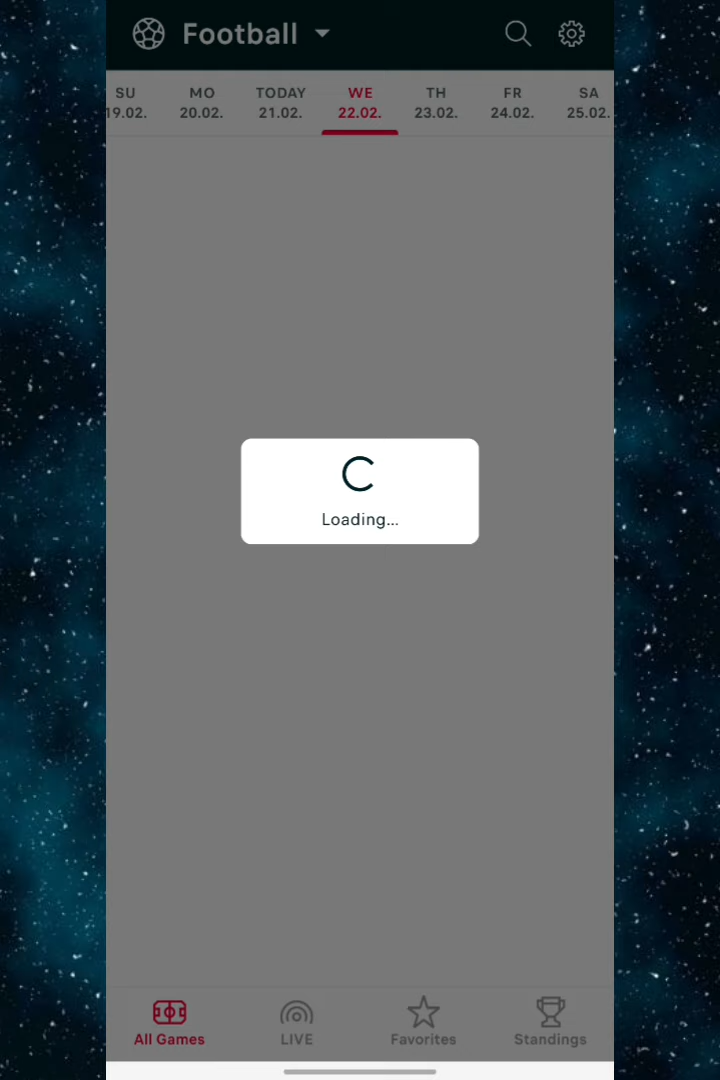 Football
SU MO TODAY WE TH FR SA
19.02. 20.02. 21.02. 22.02. 23.02. 24.02. 25.02.
Loading...
All Games LIVE Favorites Standings